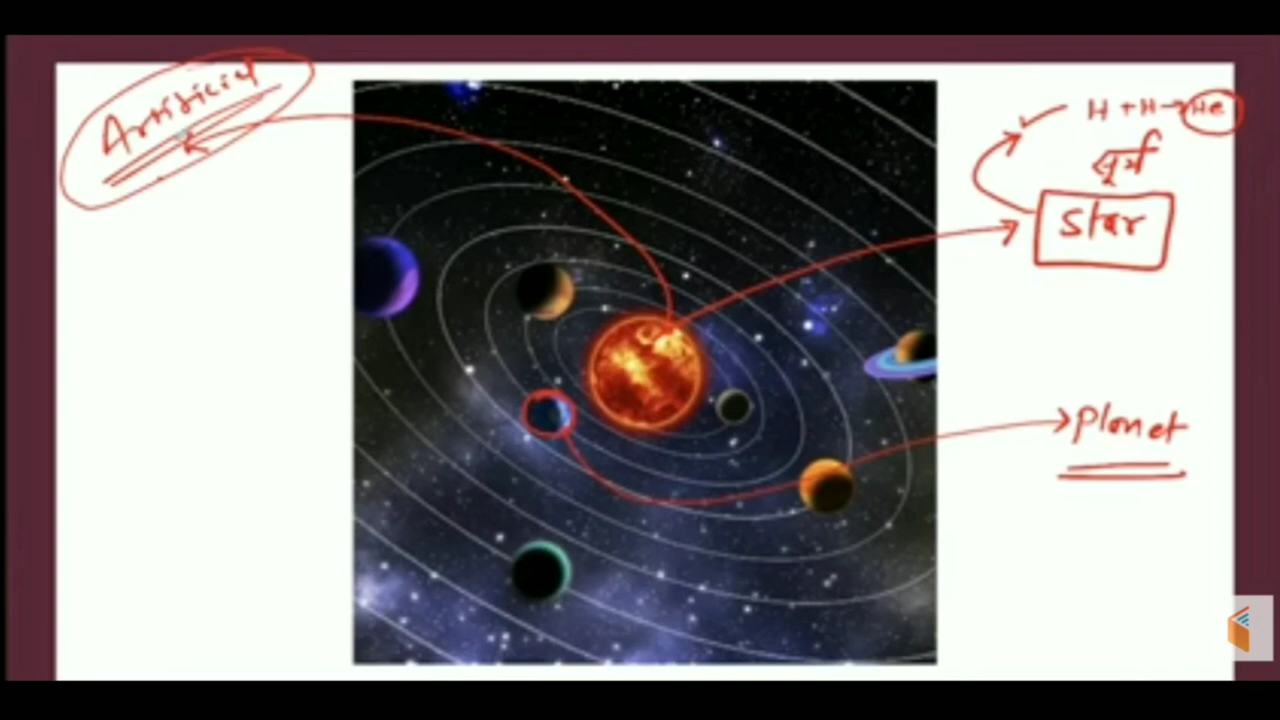 Artificial
H + H → He
सूर्य
Star
Planet